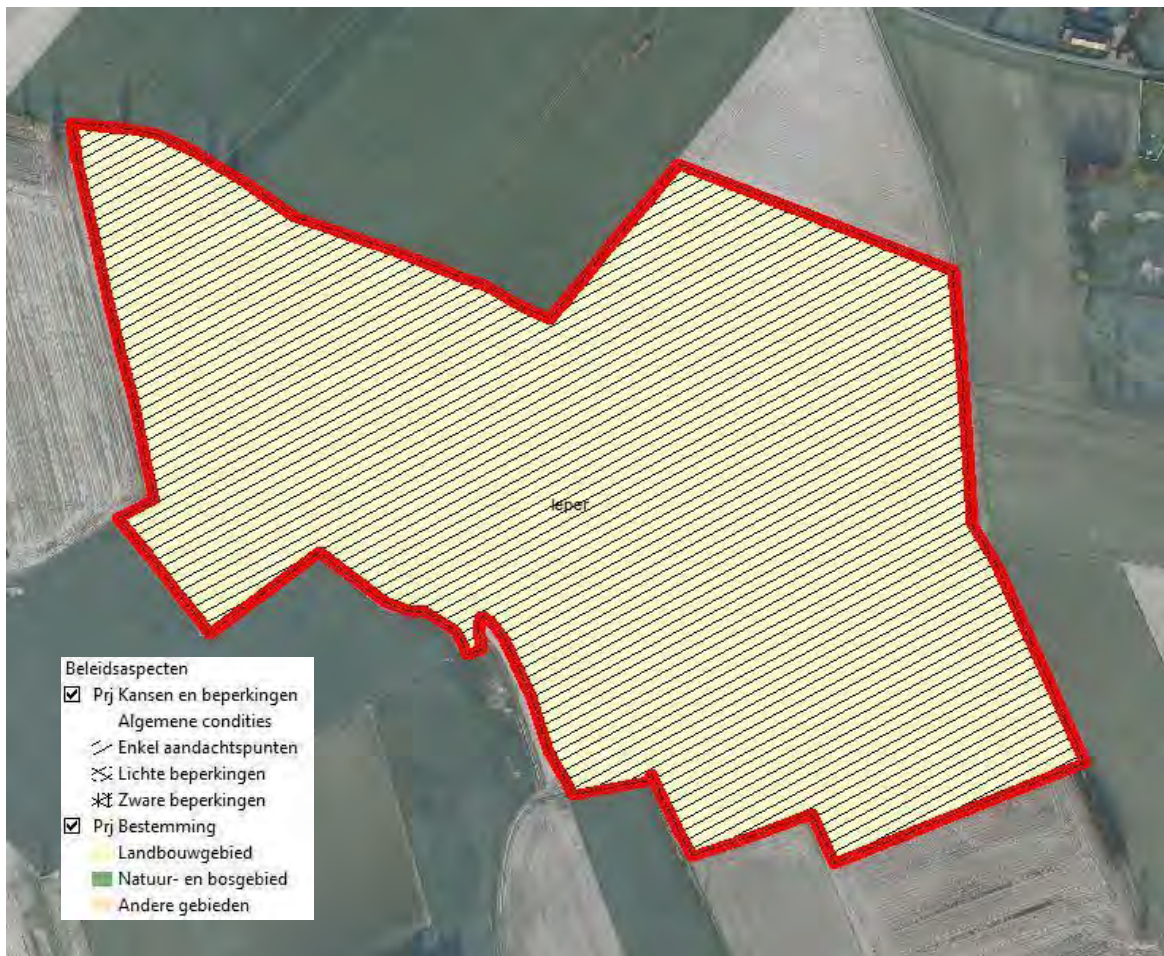 Ieper
Beleidsaspecten
Prj Kansen en beperkingen
Algemene condities
Enkel aandachtspunten
Lichte beperkingen
Zware beperkingen
Prj Bestemming
Landbouwgebied
Natuur- en bosgebied
Andere gebieden